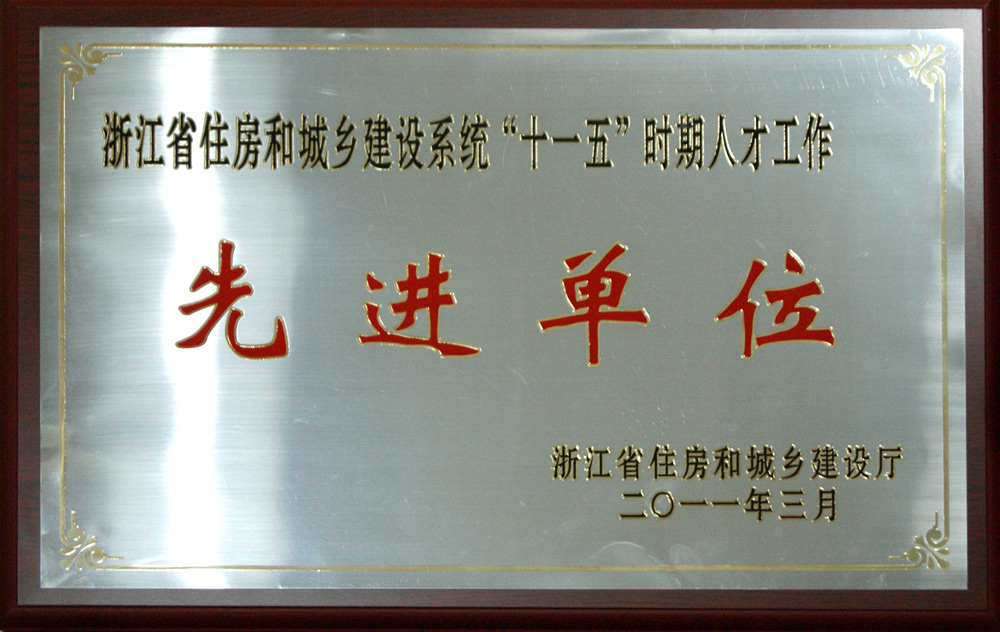 浙江省住房和城乡建设系统“十一五”时期人才工作
先进单位
浙江省住房和城乡建设厅
二〇一一年三月